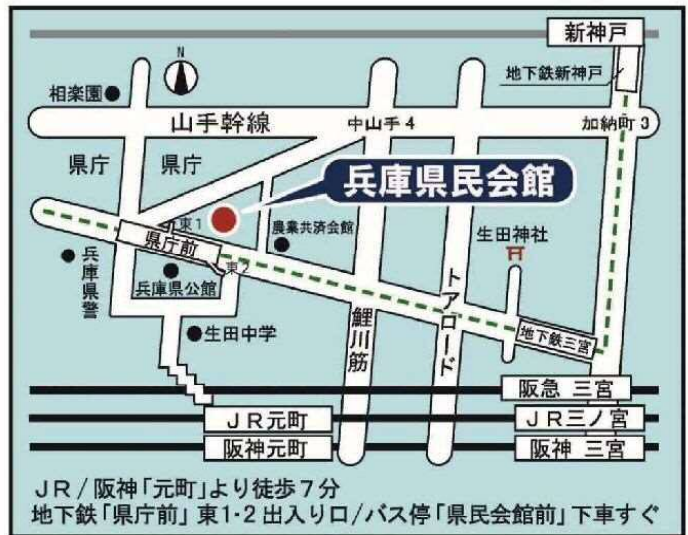 新神戸
地下鉄新神戸
N
相楽園
山手幹線
中山手4
加納町3
県庁
県庁
兵庫県民会館
東1
農業共済会館
生田神社
県庁前
東2
兵庫県警
兵庫県公館
生田中学
鯉川筋
トアロード
地下鉄三宮
阪急 三宮
JR元町
JR三ノ宮
阪神元町
阪神 三宮
JR/阪神「元町」より徒歩7分
地下鉄「県庁前」東1・2出入り口/バス停「県民会館前」下車すぐ